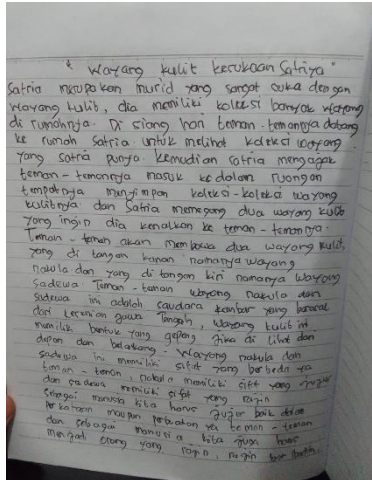 "Wayang kulit kesukaan Satriya"
Satria merupakan murid yang sangat suka dengan
wayang kulit, dia memiliki koleksi banyak wayang
di rumahnya. Di siang hari teman-temannya datang
ke rumah Satria untuk melihat koleksi wayang
yang satria punya. kemudian satria mengajak
teman-temannya masuk ke dalam ruangan
tempatnya menyimpan koleksi-koleksi wayang
kulitnya dan Satria memegang dua wayang kulit
yang ingin dia kenalkan ke teman-temannya.
Teman-teman akan membawa dua wayang kulit,
yang di tangan kanan namanya wayang
nakula dan yang di tangan kiri namanya wayang
sadewa. Teman-teman wayang nakula dan
sadewa ini adalah saudara kembar yang berasal
dari kesenian Jawa Tengah, wayang kulit ini
memiliki bentuk yang gepeng jika di lihat dari
depan dan belakang. Wayang nakula dan
sadewa ini memiliki sifat yang berbeda ya
teman-teman, nakula memiliki sifat yang jujur
dan sadewa memiliki sifat yang rajin
sebagai manusia kita harus jujur baik dalam
perkataan maupun perbuatan ya teman-teman
dan sebagai manusia kita juga harus
menjadi orang yang rajin, rajin